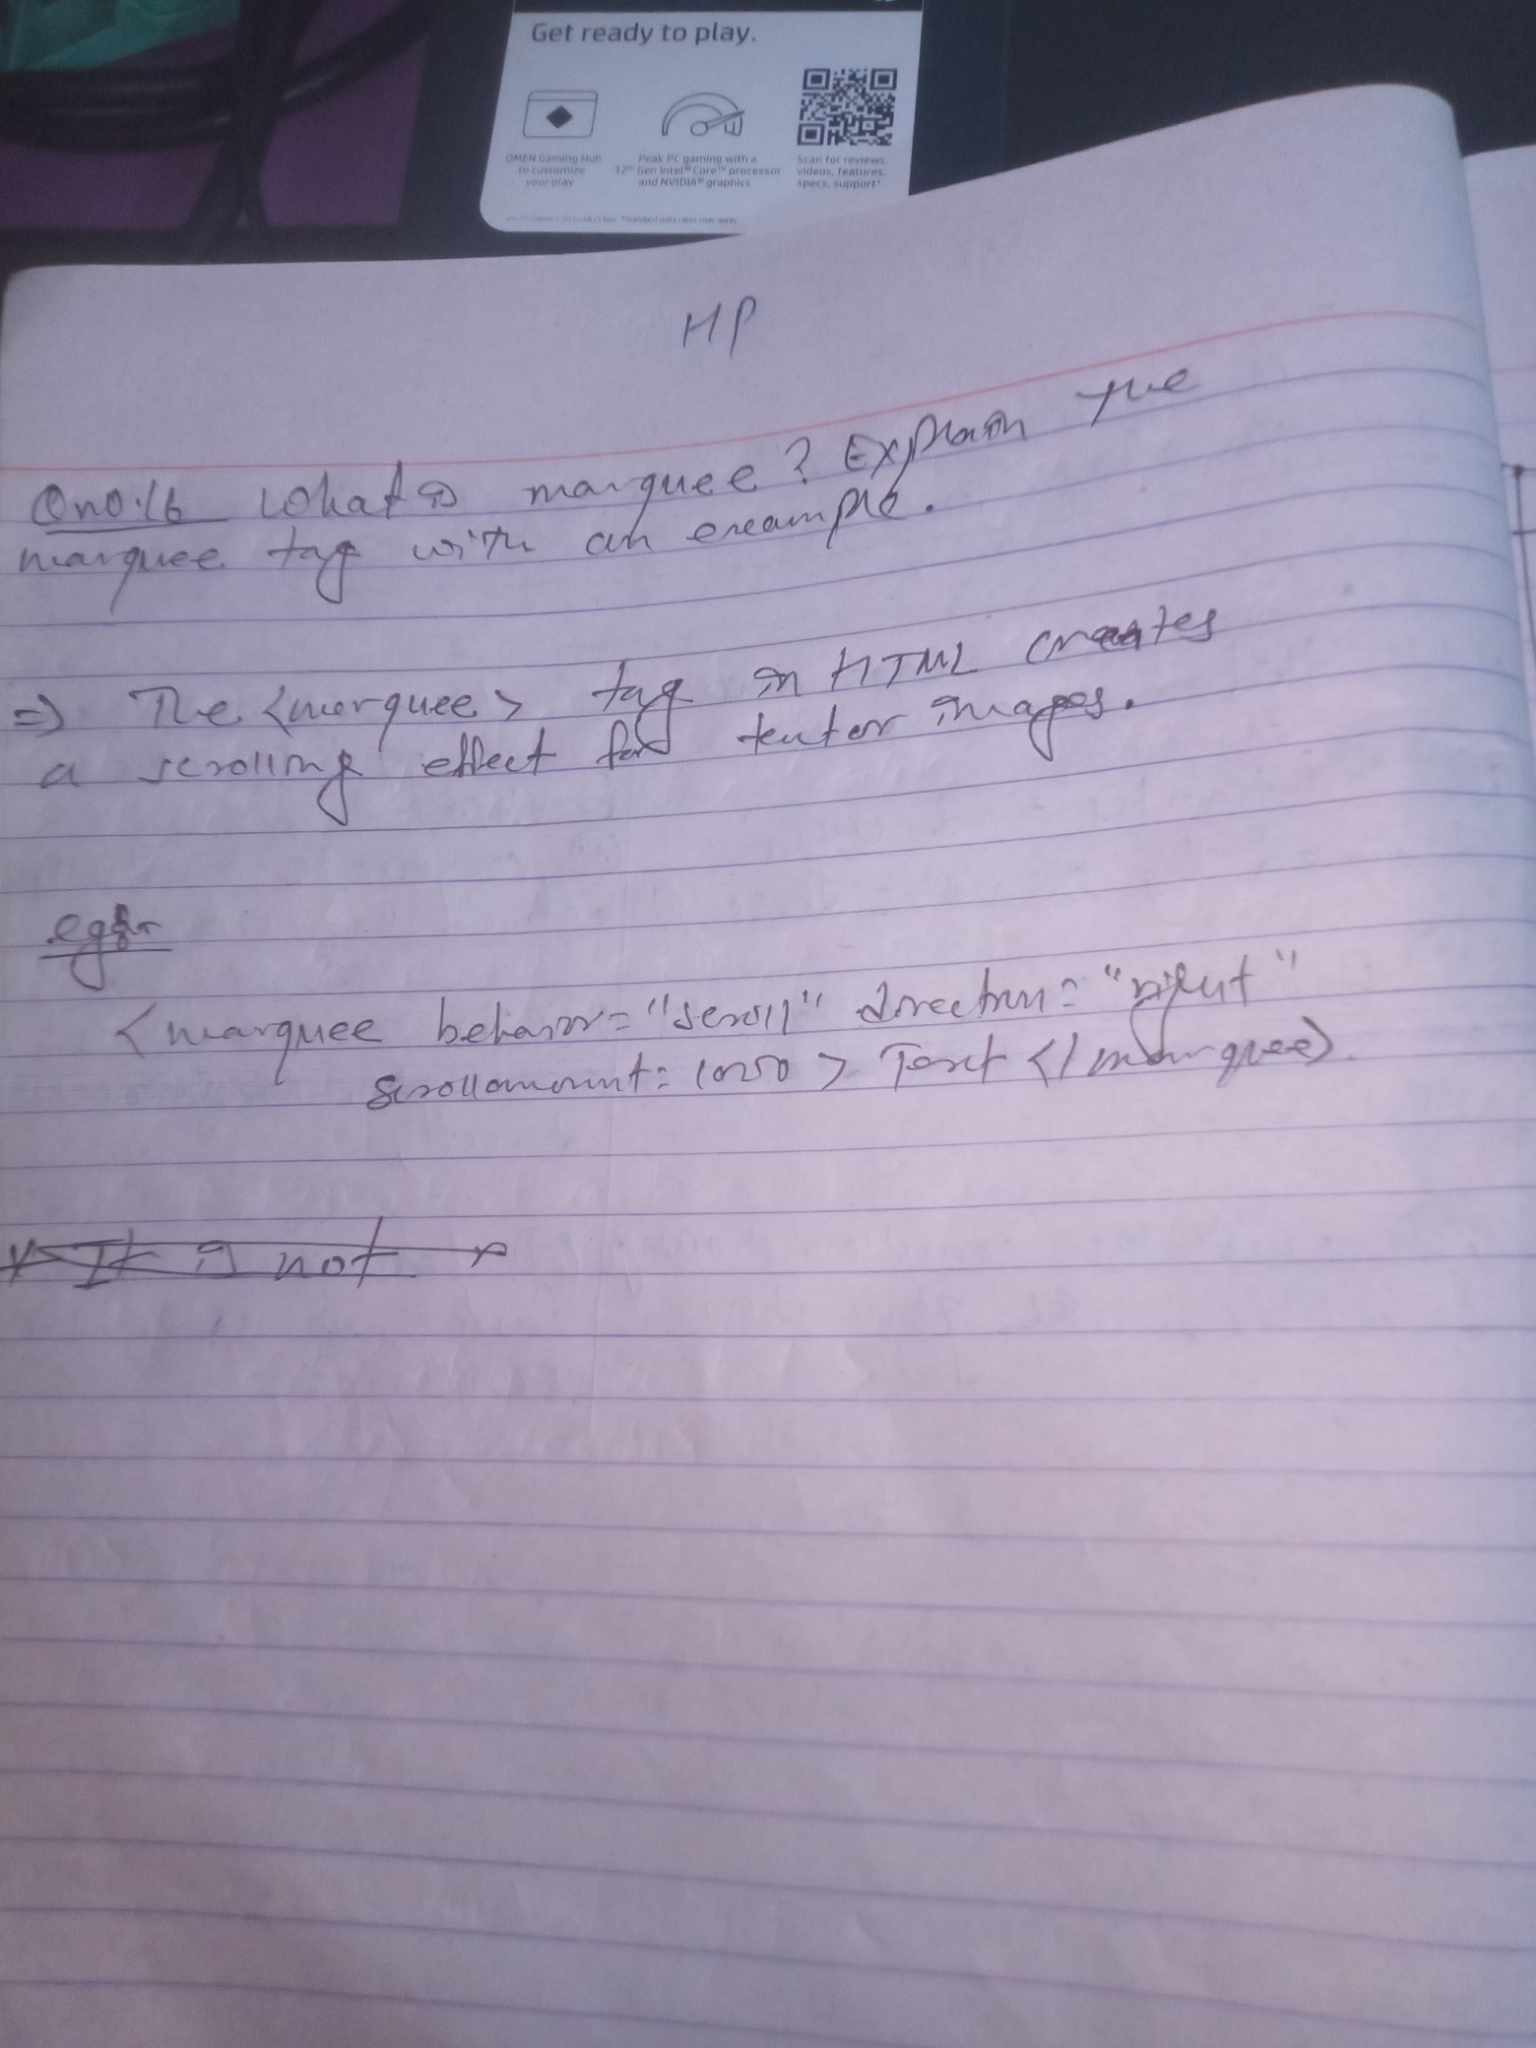 Get ready to play.
OMEN Gaming Hub
to customize
your play
Peak PC gaming with a
12th Gen Intel® Core™ processor
and NVIDIA® graphics
Scan for reviews,
videos, features,
specs, support*
HP
Qno.16 What is marquee? Explain the
marquee tag with an example.
=> The <marquee> tag in HTML creates
a scrolling effect for text or images.
eg:-
<marquee behavior="scroll" direction="right"
scrollamount= > Text </marquee>.
It is not